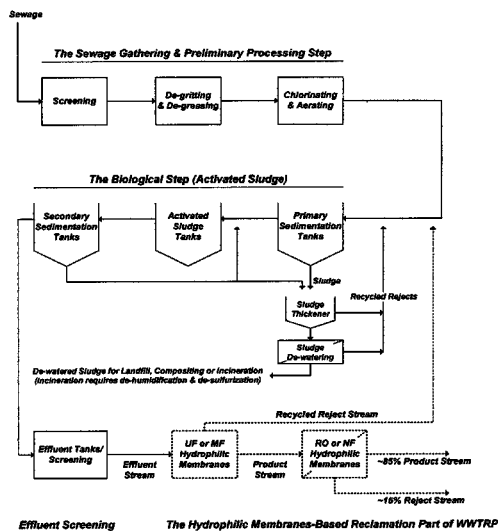 Sewage
The Sewage Gathering & Preliminary Processing Step
Screening
De-gritting
& De-greasing
Chlorinating
& Aerating
The Biological Step (Activated Sludge)
Secondary
Sedimentation
Tanks
Activated
Sludge
Tanks
Primary
Sedimentation
Tanks
Sludge
Recycled Rejects
Sludge
Thickener
Sludge
De-watering
De-watered Sludge for Landfill, Compositing or Incineration
(Incineration requires de-humidification & de-sulfurization)
Recycled Reject Stream
Effluent Tanks/
Screening
Effluent
Stream
UF or MF
Hydrophilic
Membranes
Product
Stream
RO or NF
Hydrophilic
Membranes
~85% Product Stream
~15% Reject Stream
Effluent Screening
The Hydrophilic Membranes-Based Reclamation Part of WWTRP